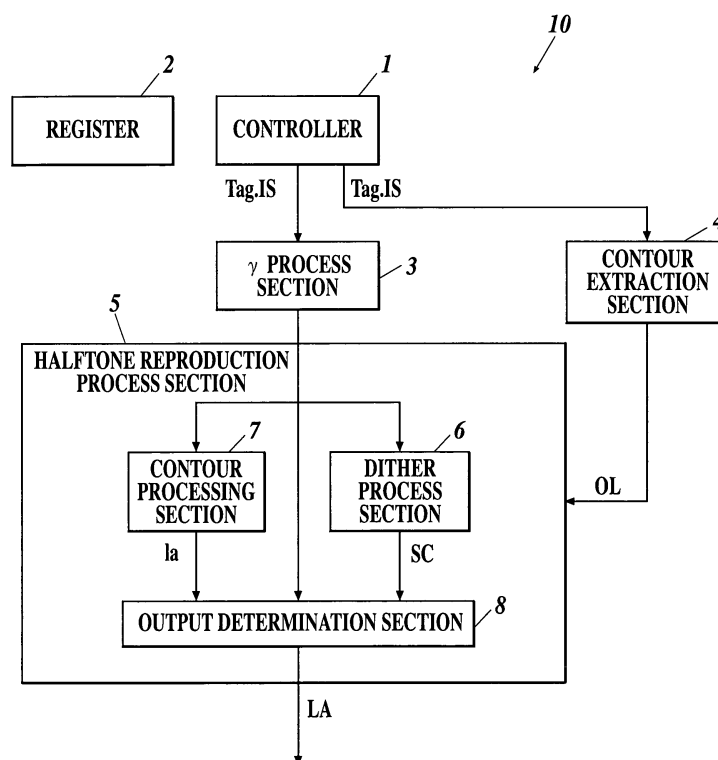 10
2
1
REGISTER
CONTROLLER
Tag.IS
Tag.IS
4
γ PROCESS
SECTION
3
CONTOUR
EXTRACTION
SECTION
5
HALFTONE REPRODUCTION
PROCESS SECTION
7
6
CONTOUR
PROCESSING
SECTION
DITHER
PROCESS
SECTION
OL
la
SC
8
OUTPUT DETERMINATION SECTION
LA